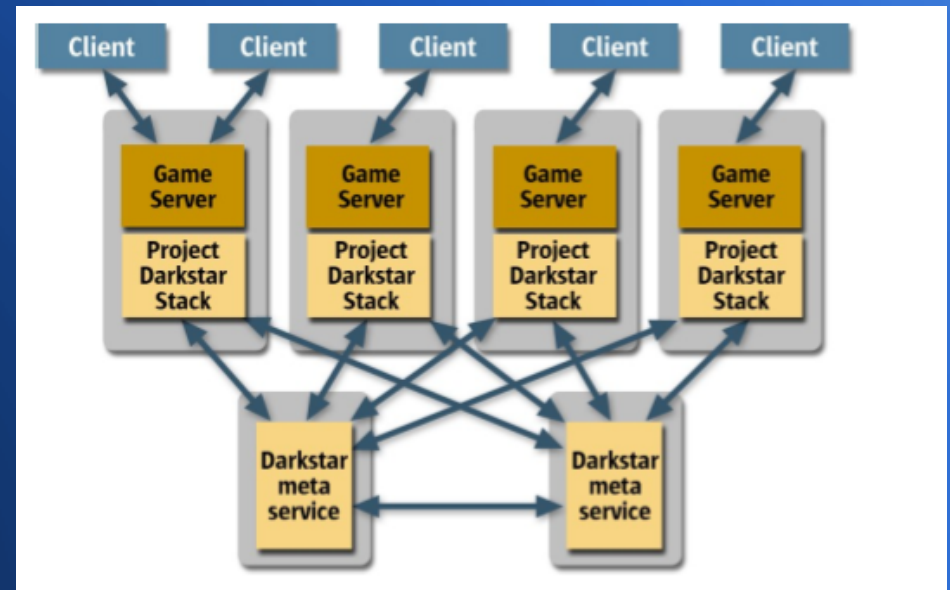 Client
Client
Client
Client
Client
Game
Server
Project
Darkstar
Stack
Game
Server
Project
Darkstar
Stack
Game
Server
Project
Darkstar
Stack
Game
Server
Project
Darkstar
Stack
Darkstar
meta
service
Darkstar
meta
service